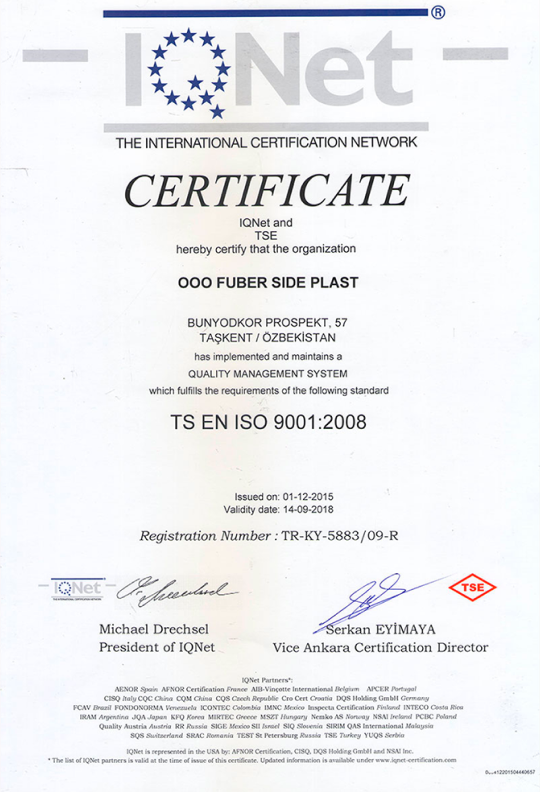 IQNet ®
THE INTERNATIONAL CERTIFICATION NETWORK
CERTIFICATE
IQNet and
TSE
hereby certify that the organization
OOO FUBER SIDE PLAST
BUNYODKOR PROSPEKT, 57
TAŞKENT / ÖZBEKİSTAN
has implemented and maintains a
QUALITY MANAGEMENT SYSTEM
which fulfills the requirements of the following standard
TS EN ISO 9001:2008
Issued on: 01-12-2015
Validity date: 14-09-2018
Registration Number : TR-KY-5883/09-R
IQNet
THE INTERNATIONAL CERTIFICATION NETWORK
TSE
Michael Drechsel
President of IQNet
Serkan EYİMAYA
Vice Ankara Certification Director
IQNet Partners*:
AENOR Spain AFNOR Certification France AIB-Vinçotte International Belgium APCER Portugal
CISQ Italy CQC China CQM China CQS Czech Republic Cro Cert Croatia DQS Holding GmbH Germany
FCAV Brazil FONDONORMA Venezuela ICONTEC Colombia IMNC Mexico Inspecta Certification Finland INTECO Costa Rica
IRAM Argentina JQA Japan KFQ Korea MIRTEC Greece MSZT Hungary Nemko AS Norway NSAI Ireland PCBC Poland
Quality Austria Austria RR Russia SIGE Mexico SII Israel SIQ Slovenia SIRIM QAS International Malaysia
SQS Switzerland SRAC Romania TEST St Petersburg Russia TSE Turkey YUQS Serbia
IQNet is represented in the USA by: AFNOR Certification, CISQ, DQS Holding GmbH and NSAI Inc.
* The list of IQNet partners is valid at the time of issue of this certificate. Updated information is available under www.iqnet-certification.com